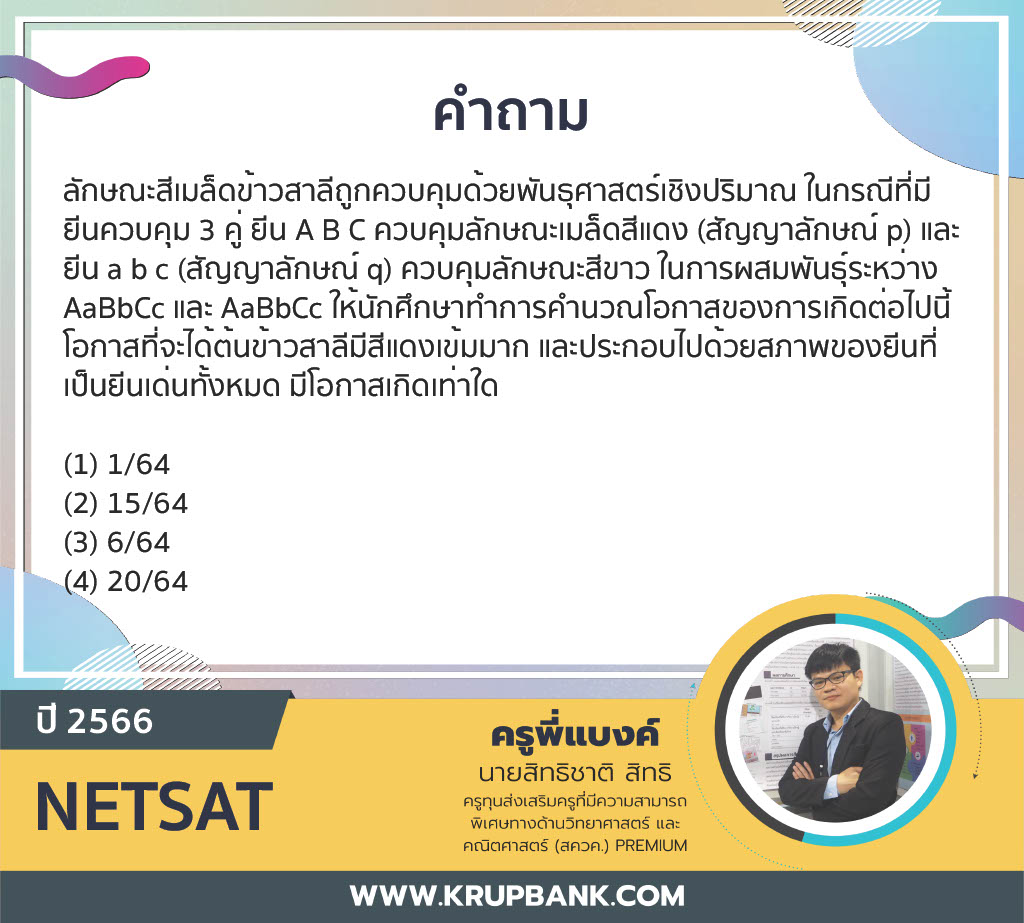 คำถาม
ลักษณะสีเมล็ดข้าวสาลีถูกควบคุมด้วยพันธุศาสตร์เชิงปริมาณ ในกรณีที่มี
ยีนควบคุม 3 คู่ ยีน A B C ควบคุมลักษณะเมล็ดสีแดง (สัญญาลักษณ์ p) และ
ยีน a b c (สัญญาลักษณ์ q) ควบคุมลักษณะสีขาว ในการผสมพันธุ์ระหว่าง
AaBbCc และ AaBbCc ให้นักศึกษาทำการคำนวณโอกาสของการเกิดต่อไปนี้
โอกาสที่จะได้ต้นข้าวสาลีมีสีแดงเข้มมาก และประกอบไปด้วยสภาพของยีนที่
เป็นยีนเด่นทั้งหมด มีโอกาสเกิดเท่าใด
(1) 1/64
(2) 15/64
(3) 6/64
(4) 20/64
ปี 2566
NETSAT
ครูพี่แบงค์
นายสิทธิชาติ สิทธิ
ครูทุนส่งเสริมครูที่มีความสามารถ
พิเศษทางด้านวิทยาศาสตร์ และ
คณิตศาสตร์ (สควค.) PREMIUM
WWW.KRUPBANK.COM